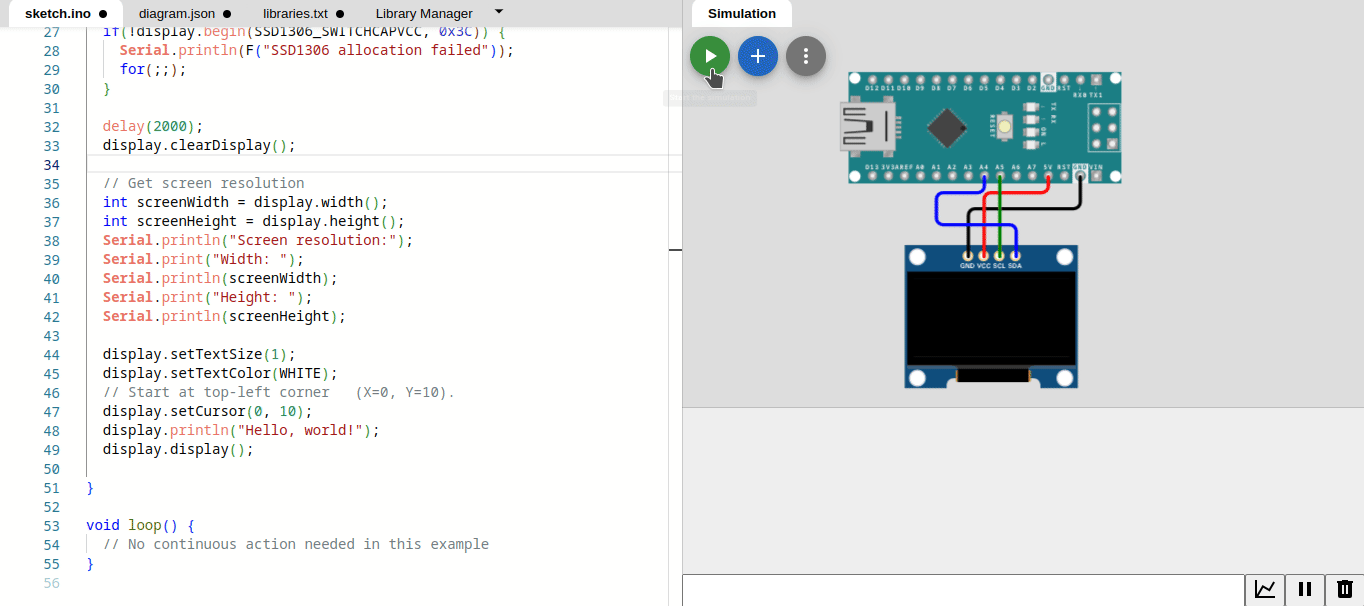 sketch.ino ● diagram.json ● libraries.txt ● Library Manager
Simulation
27 if(!display.begin(SSD1306_SWITCHCAPVCC, 0x3C)) {
28 Serial.println(F("SSD1306 allocation failed"));
29 for(;;);
30 }
31
32 delay(2000);
33 display.clearDisplay();
34
35 // Get screen resolution
36 int screenWidth = display.width();
37 int screenHeight = display.height();
38 Serial.println("Screen resolution:");
39 Serial.print("Width: ");
40 Serial.println(screenWidth);
41 Serial.print("Height: ");
42 Serial.println(screenHeight);
43
44 display.setTextSize(1);
45 display.setTextColor(WHITE);
46 // Start at top-left corner   (X=0, Y=10).
47 display.setCursor(0, 10);
48 display.println("Hello, world!");
49 display.display();
50
51 }
52
53 void loop() {
54 // No continuous action needed in this example
55 }
56
D12 D11 D10 D9 D8 D7 D6 D5 D4 D3 D2 GND RST
RX0 TX1
RESET
TX RX
ON L
D13 3V3 AREF A0 A1 A2 A3 A4 A5 A6 A7 5V RST GND VIN
GND VCC SCL SDA